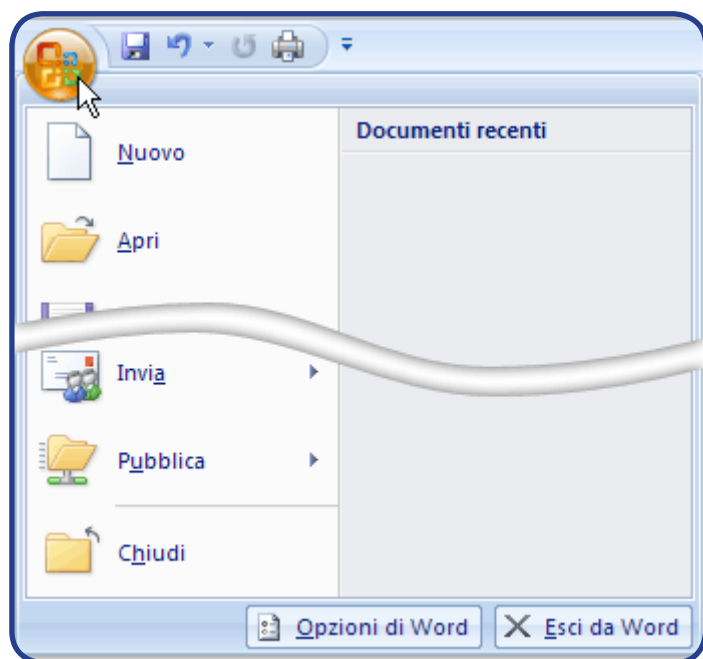 Documenti recenti
Nuovo
Apri
Invia
Pubblica
Chiudi
Opzioni di Word
Esci da Word